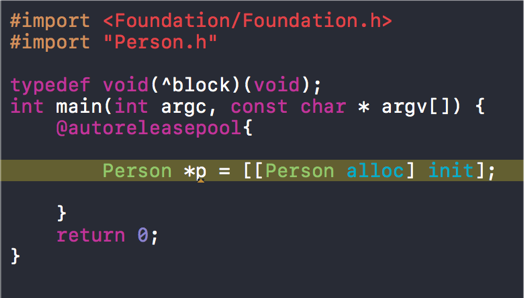 #import <Foundation/Foundation.h>
#import "Person.h"
typedef void(^block)(void);
int main(int argc, const char * argv[]) {
@autoreleasepool{
Person *p = [[Person alloc] init];
}
return 0;
}